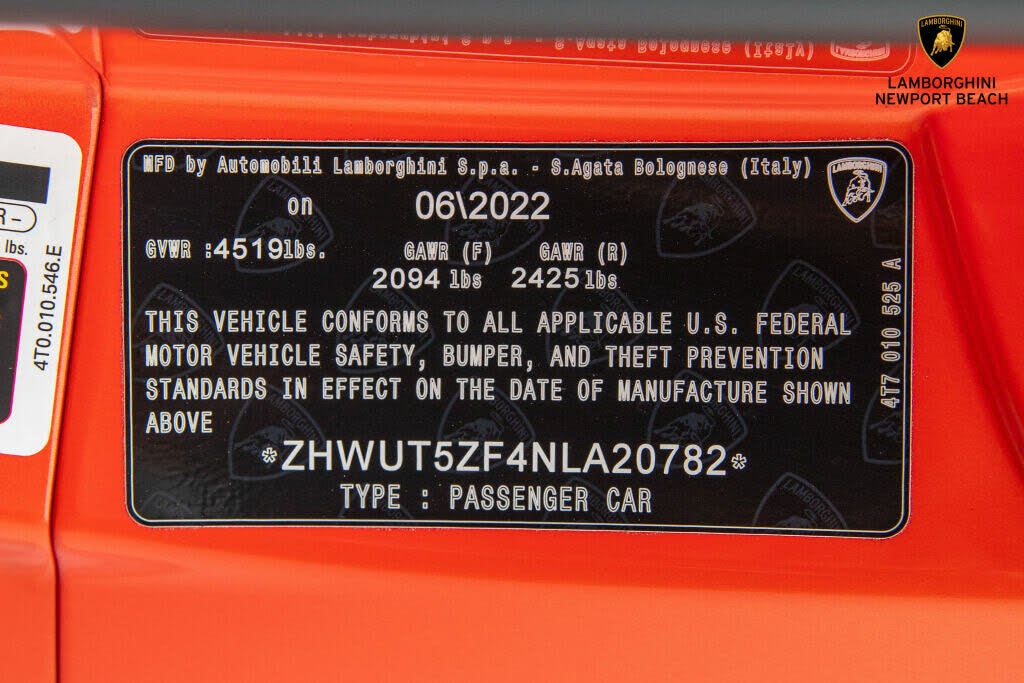 LAMBORGHINI
LAMBORGHINI
NEWPORT BEACH
MFD by Automobili Lamborghini S.p.a. - S.Agata Bolognese (Italy)
LAMBORGHINI
on 06\2022
GVWR :4519lbs. GAWR (F) GAWR (R)
2094 lbs 2425 lbs
THIS VEHICLE CONFORMS TO ALL APPLICABLE U.S. FEDERAL
MOTOR VEHICLE SAFETY, BUMPER, AND THEFT PREVENTION
STANDARDS IN EFFECT ON THE DATE OF MANUFACTURE SHOWN
ABOVE
*ZHWUT5ZF4NLA20782*
TYPE : PASSENGER CAR
4T7 010 525 A
lbs.
4T0.010.546.E